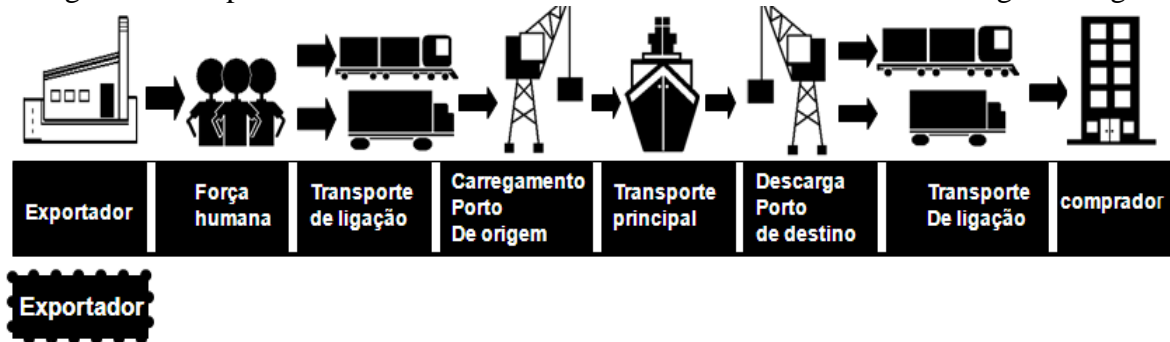 Exportador
Força
humana
Transporte
de ligação
Carregamento
Porto
De origem
Transporte
principal
Descarga
Porto
de destino
Transporte
De ligação
comprador
Exportador